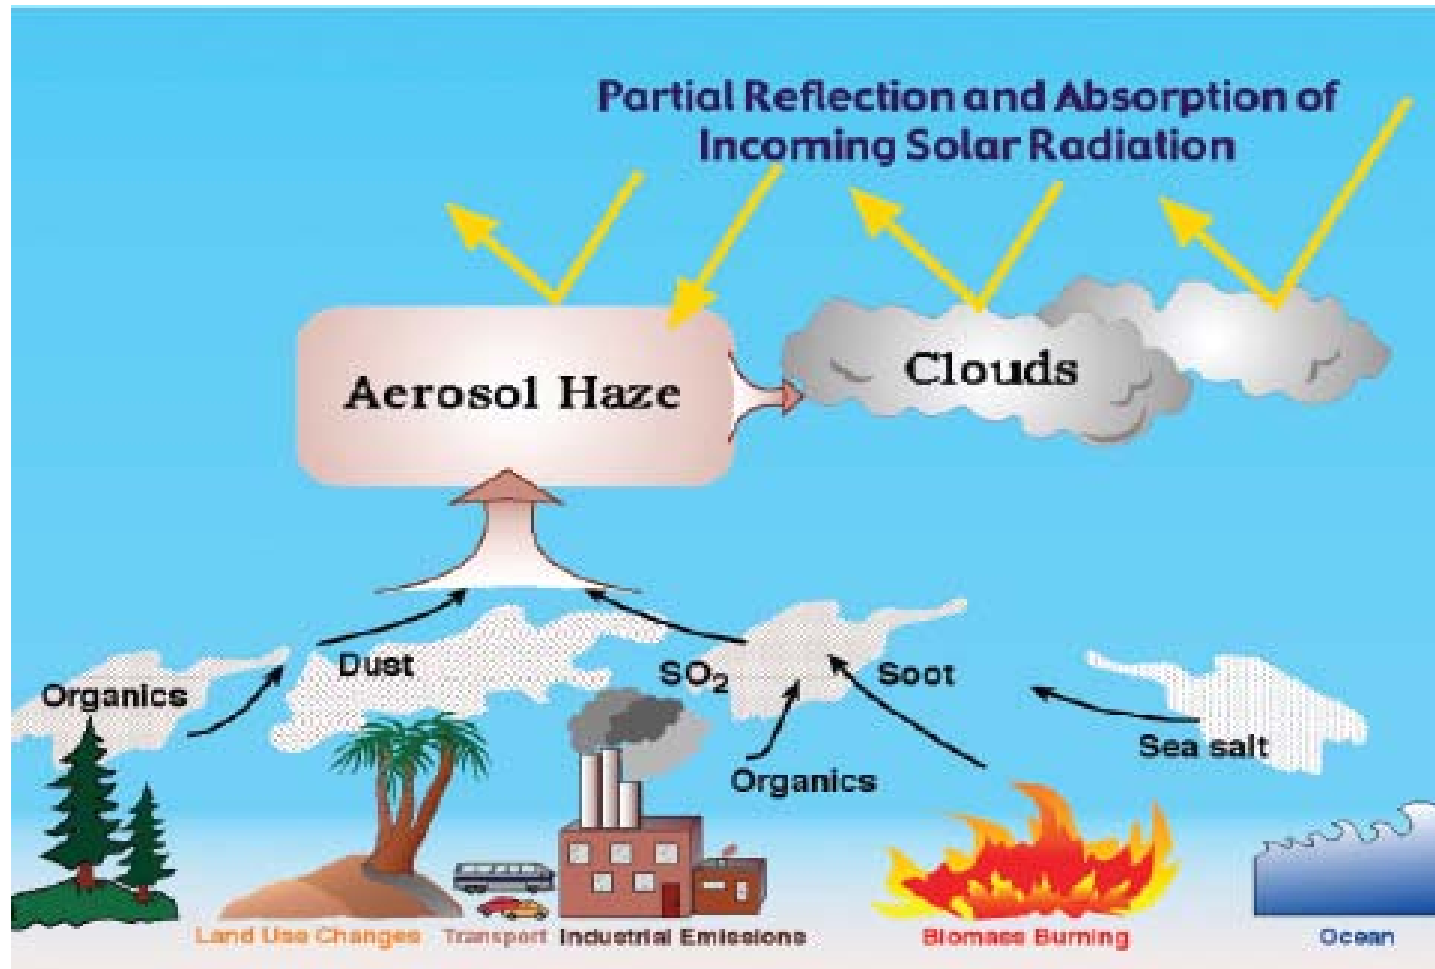 Partial Reflection and Absorption of
Incoming Solar Radiation
Aerosol Haze
Clouds
Organics
Dust
SO₂
Soot
Organics
Sea salt
Land Use Changes
Transport
Industrial Emissions
Biomass Burning
Ocean